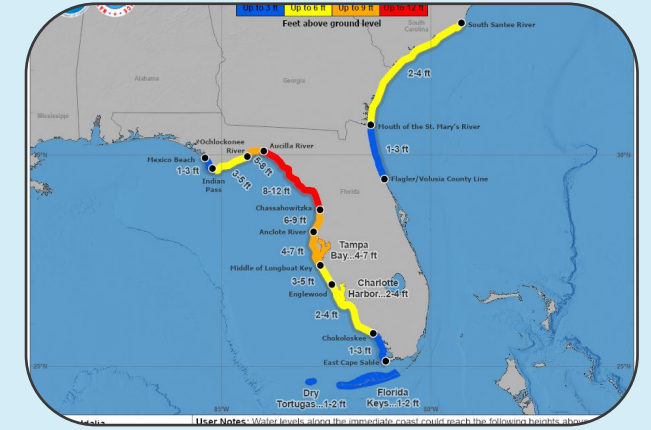 Up to 3 ft
Up to 6 ft
Up to 9 ft
Up to 12 ft
Feet above ground level
South
Carolina
South Santee River
2-4 ft
Alabama
Georgia
Mississippi
Mouth of the St. Mary's River
Ochlockonee
River
Aucilla River
30°N
30°N
Mexico Beach
1-3 ft
1-3 ft
5-8 ft
Indian
Pass
3-5 ft
8-12 ft
Florida
Flagler/Volusia County Line
Chassahowitzka
6-9 ft
Anclote River
4-7 ft
Tampa
Bay...4-7 ft
Middle of Longboat Key
3-5 ft
Charlotte
Harbor...2-4 ft
Englewood
2-4 ft
Chokoloskee
1-3 ft
East Cape Sable
25°N
25°N
Dry
Tortugas...1-2 ft
Florida
Keys...1-2 ft
85°W
80°W
User Notes: Water levels along the immediate coast could reach the following heights above